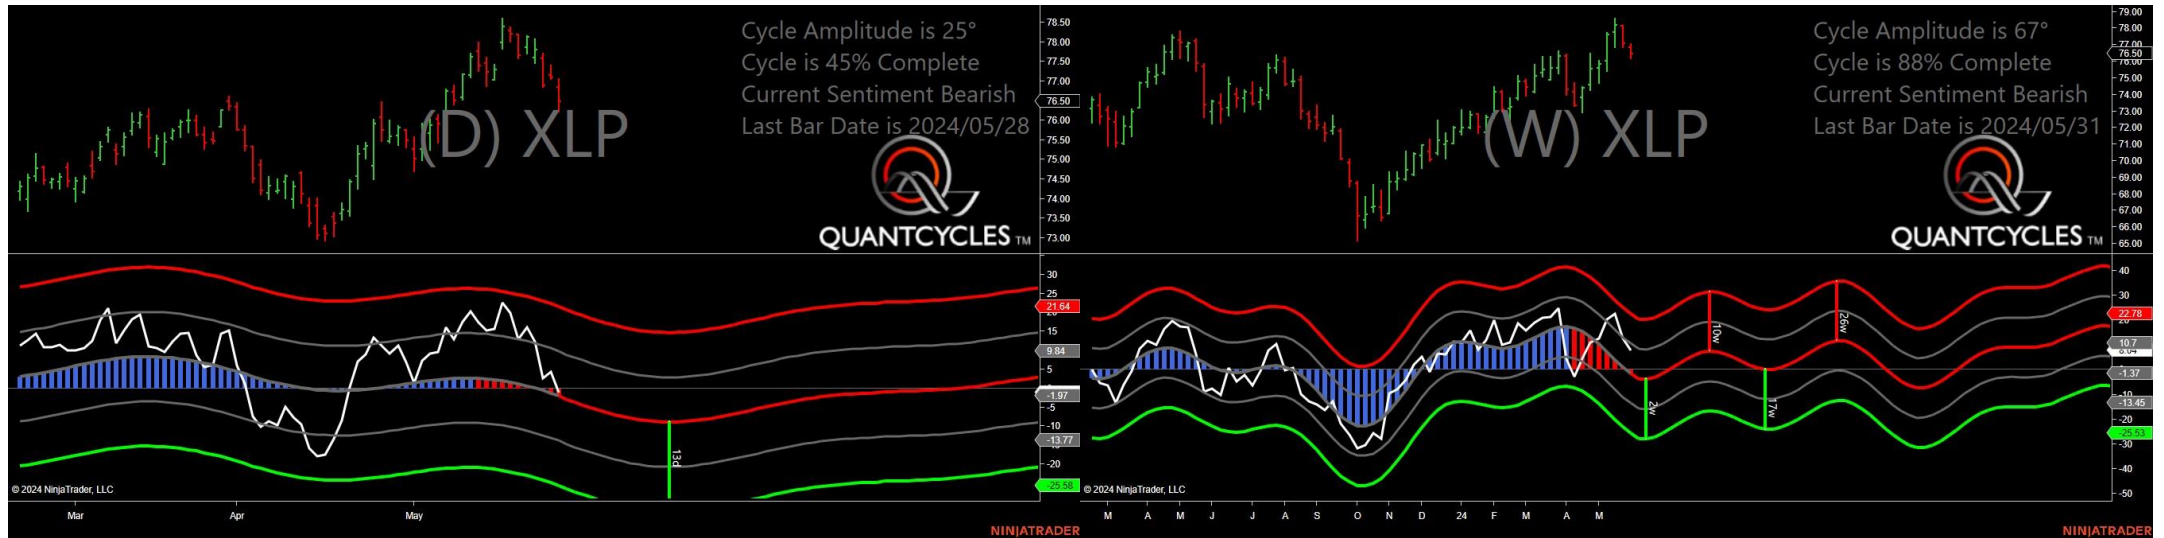 Cycle Amplitude is 25°
Cycle is 45% Complete
Current Sentiment Bearish
Last Bar Date is 2024/05/28
(D) XLP
QUANTCYCLES TM
78.50
78.00
77.50
77.00
76.50
76.00
75.50
75.00
74.50
74.00
73.50
73.00
30
25
21.64
15
9.84
5
-1.97
-5
-10
-13.77
-20
-25.58
13d
© 2024 NinjaTrader, LLC
Mar Apr May
NINJATRADER
Cycle Amplitude is 67°
Cycle is 88% Complete
Current Sentiment Bearish
Last Bar Date is 2024/05/31
(W) XLP
QUANTCYCLES TM
79.00
78.00
77.00
76.50
76.00
75.00
74.00
73.00
72.00
71.00
70.00
69.00
68.00
67.00
66.00
65.00
40
30
22.78
10.7
-1.37
-10
-13.45
-20
-25.53
-30
-40
-50
10w
26w
2w
17w
© 2024 NinjaTrader, LLC
M A M J J A S O N D 24 F M A M
NINJATRADER